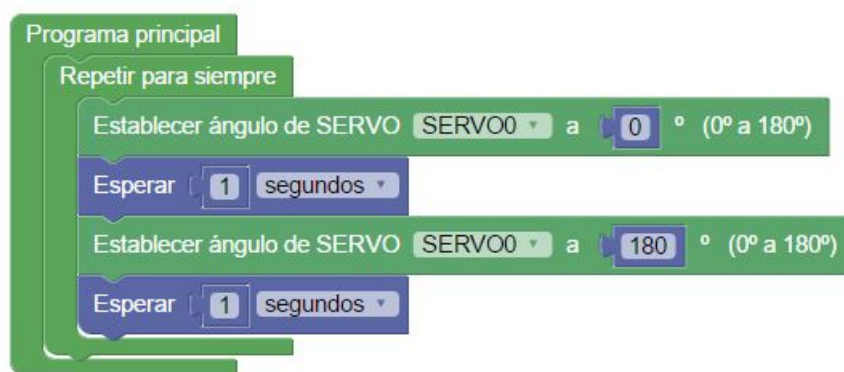 Programa principal
Repetir para siempre
Establecer ángulo de SERVO SERVO0 a 0 º (0º a 180º)
Esperar 1 segundos
Establecer ángulo de SERVO SERVO0 a 180 º (0º a 180º)
Esperar 1 segundos